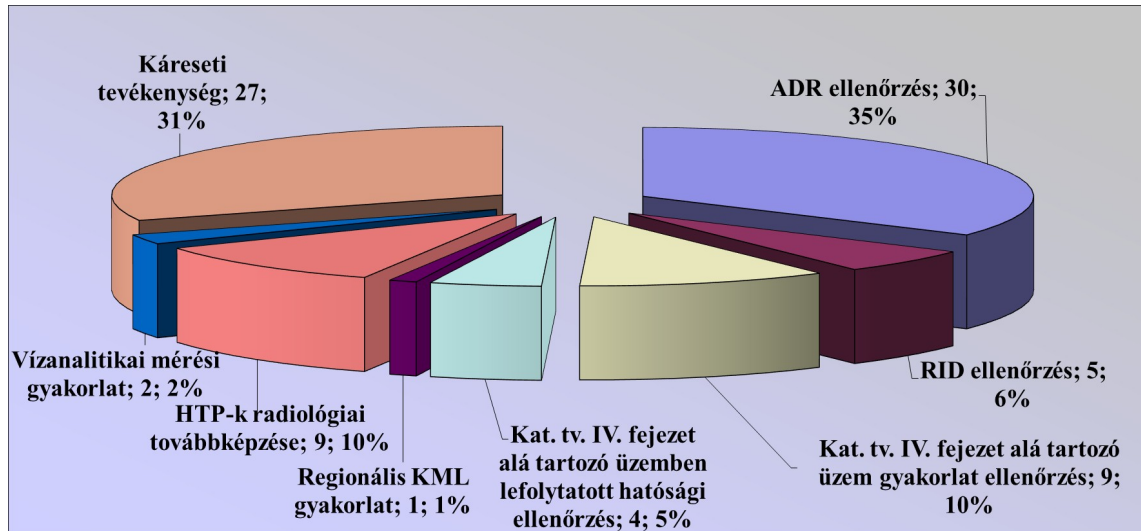 Káreseti
tevékenység; 27;
31%
ADR ellenőrzés; 30;
35%
Vízanalitikai mérési
gyakorlat; 2; 2%
HTP-k radiológiai
továbbképzése; 9; 10%
Regionális KML
gyakorlat; 1; 1%
Kat. tv. IV. fejezet
alá tartozó üzemben
lefolytatott hatósági
ellenőrzés; 4; 5%
Kat. tv. IV. fejezet alá tartozó
üzem gyakorlat ellenőrzés; 9;
10%
RID ellenőrzés; 5;
6%